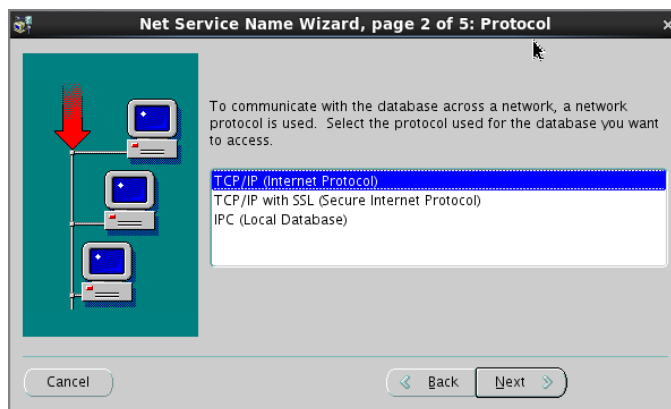 Net Service Name Wizard, page 2 of 5: Protocol
To communicate with the database across a network, a network
protocol is used. Select the protocol used for the database you want
to access.
TCP/IP (Internet Protocol)
TCP/IP with SSL (Secure Internet Protocol)
IPC (Local Database)
Cancel
Back
Next